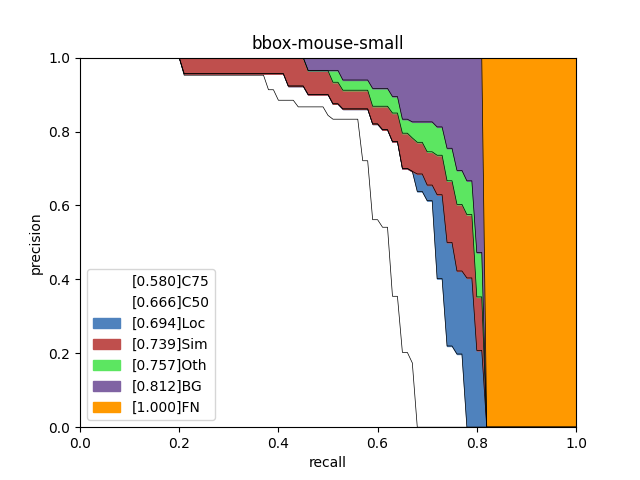 bbox-mouse-small
1.0
0.8
0.6
0.4
0.2
0.0
precision
[0.580]C75
[0.666]C50
[0.694]Loc
[0.739]Sim
[0.757]Oth
[0.812]BG
[1.000]FN
0.0 0.2 0.4 0.6 0.8 1.0
recall